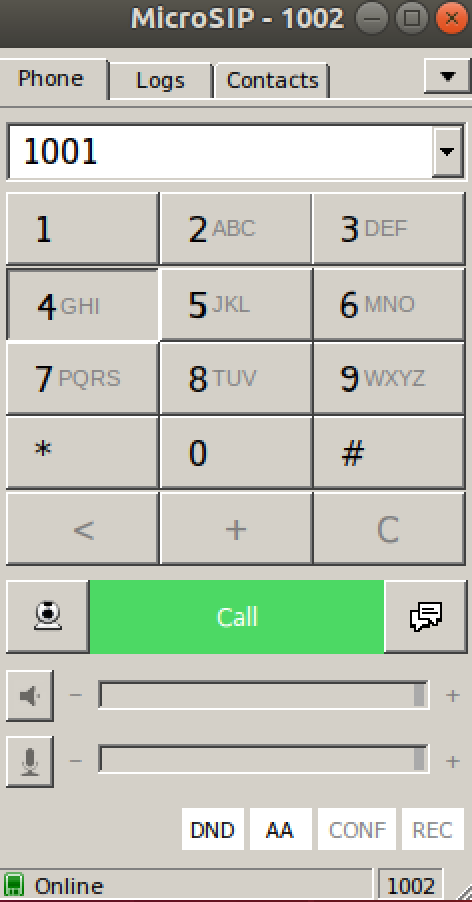 MicroSIP - 1002
Phone Logs Contacts
1001
1 2 ABC 3 DEF
4 GHI 5 JKL 6 MNO
7 PQRS 8 TUV 9 WXYZ
* 0 #
< + C
Call
- +
- +
DND AA CONF REC
Online 1002